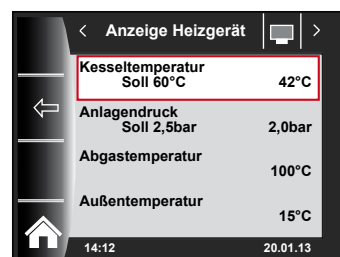 Anzeige Heizgerät
Kesseltemperatur
Soll 60°C 42°C
Anlagendruck
Soll 2,5bar 2,0bar
Abgastemperatur
100°C
Außentemperatur
15°C
14:12 20.01.13